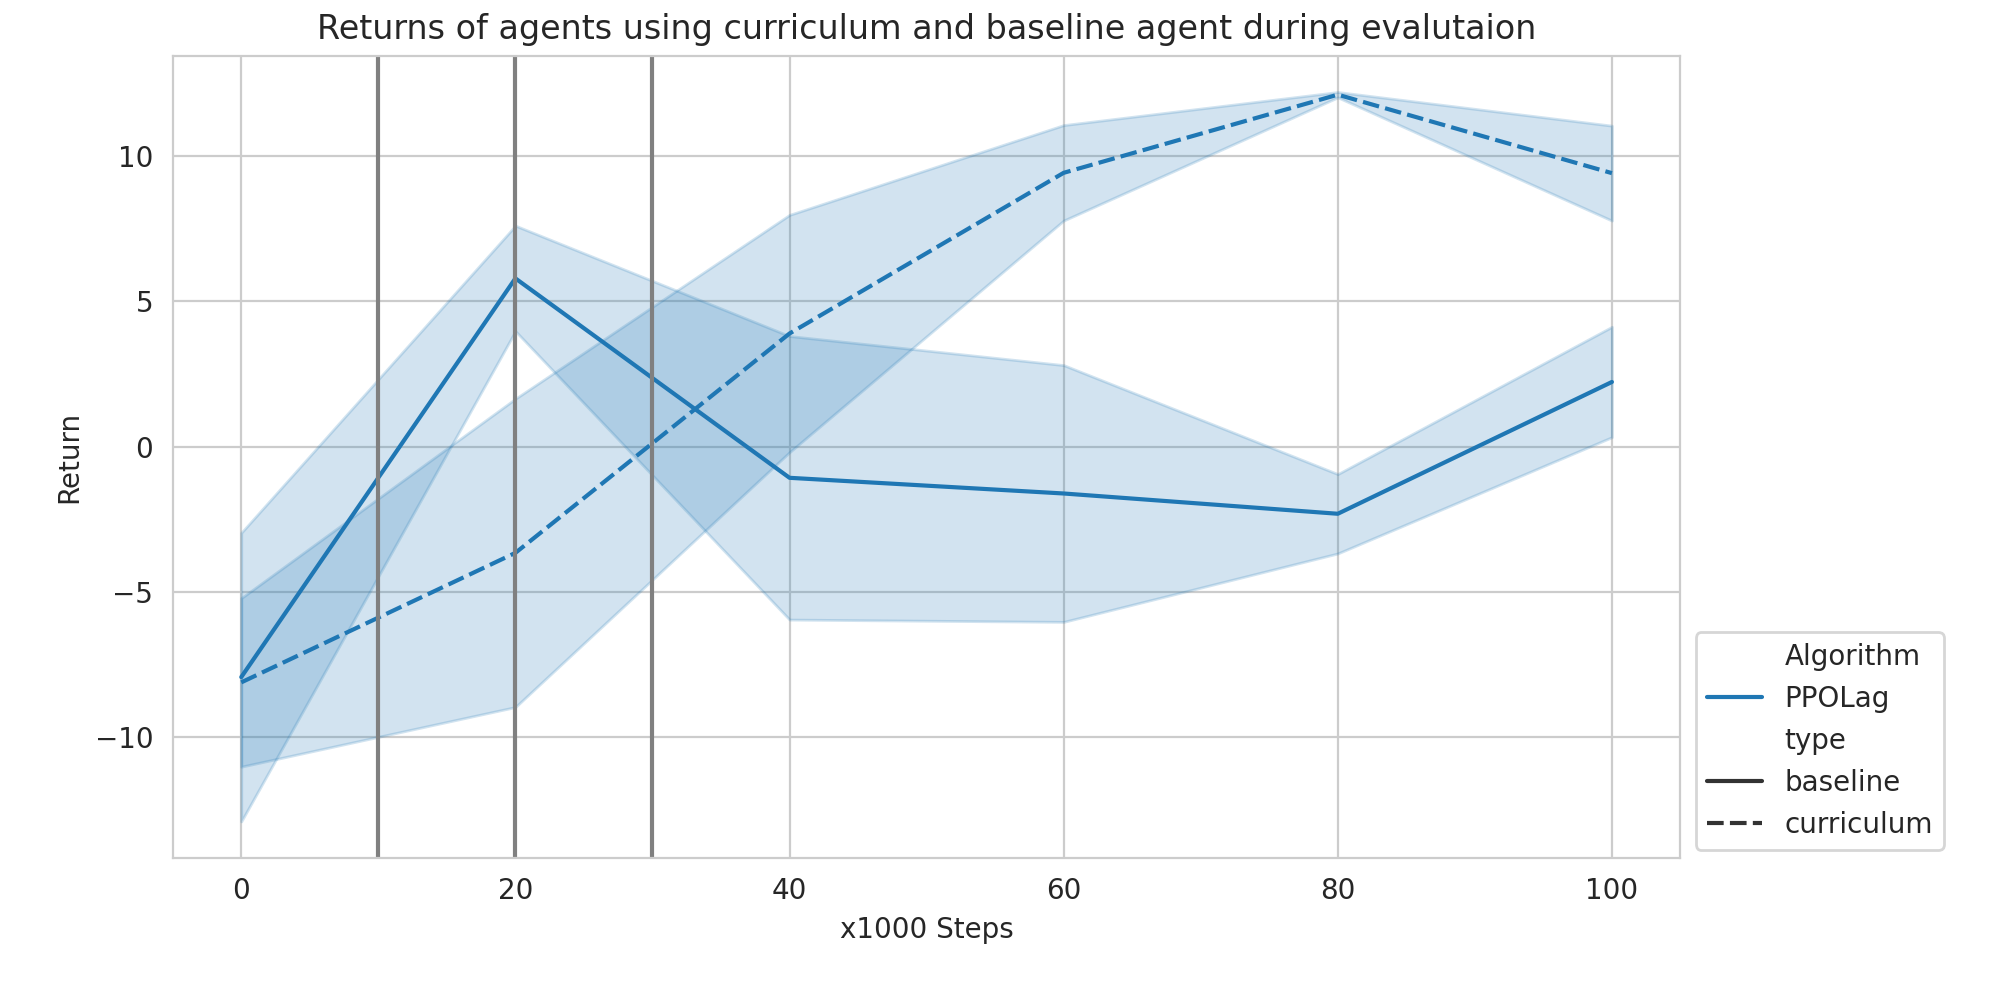 Returns of agents using curriculum and baseline agent during evalutaion
10
5
0
−5
−10
Return
0 20 40 60 80 100
x1000 Steps
Algorithm
PPOLag
type
baseline
curriculum